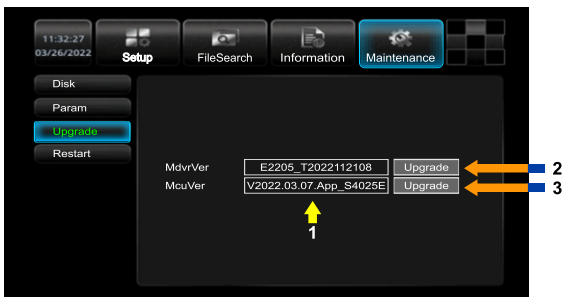 11:32:27
03/26/2022
Setup
FileSearch
Information
Maintenance
Disk
Param
Upgrade
Restart
MdvrVer E2205_T2022112108 Upgrade 2
McuVer V2022.03.07.App_S4025E Upgrade 3
1